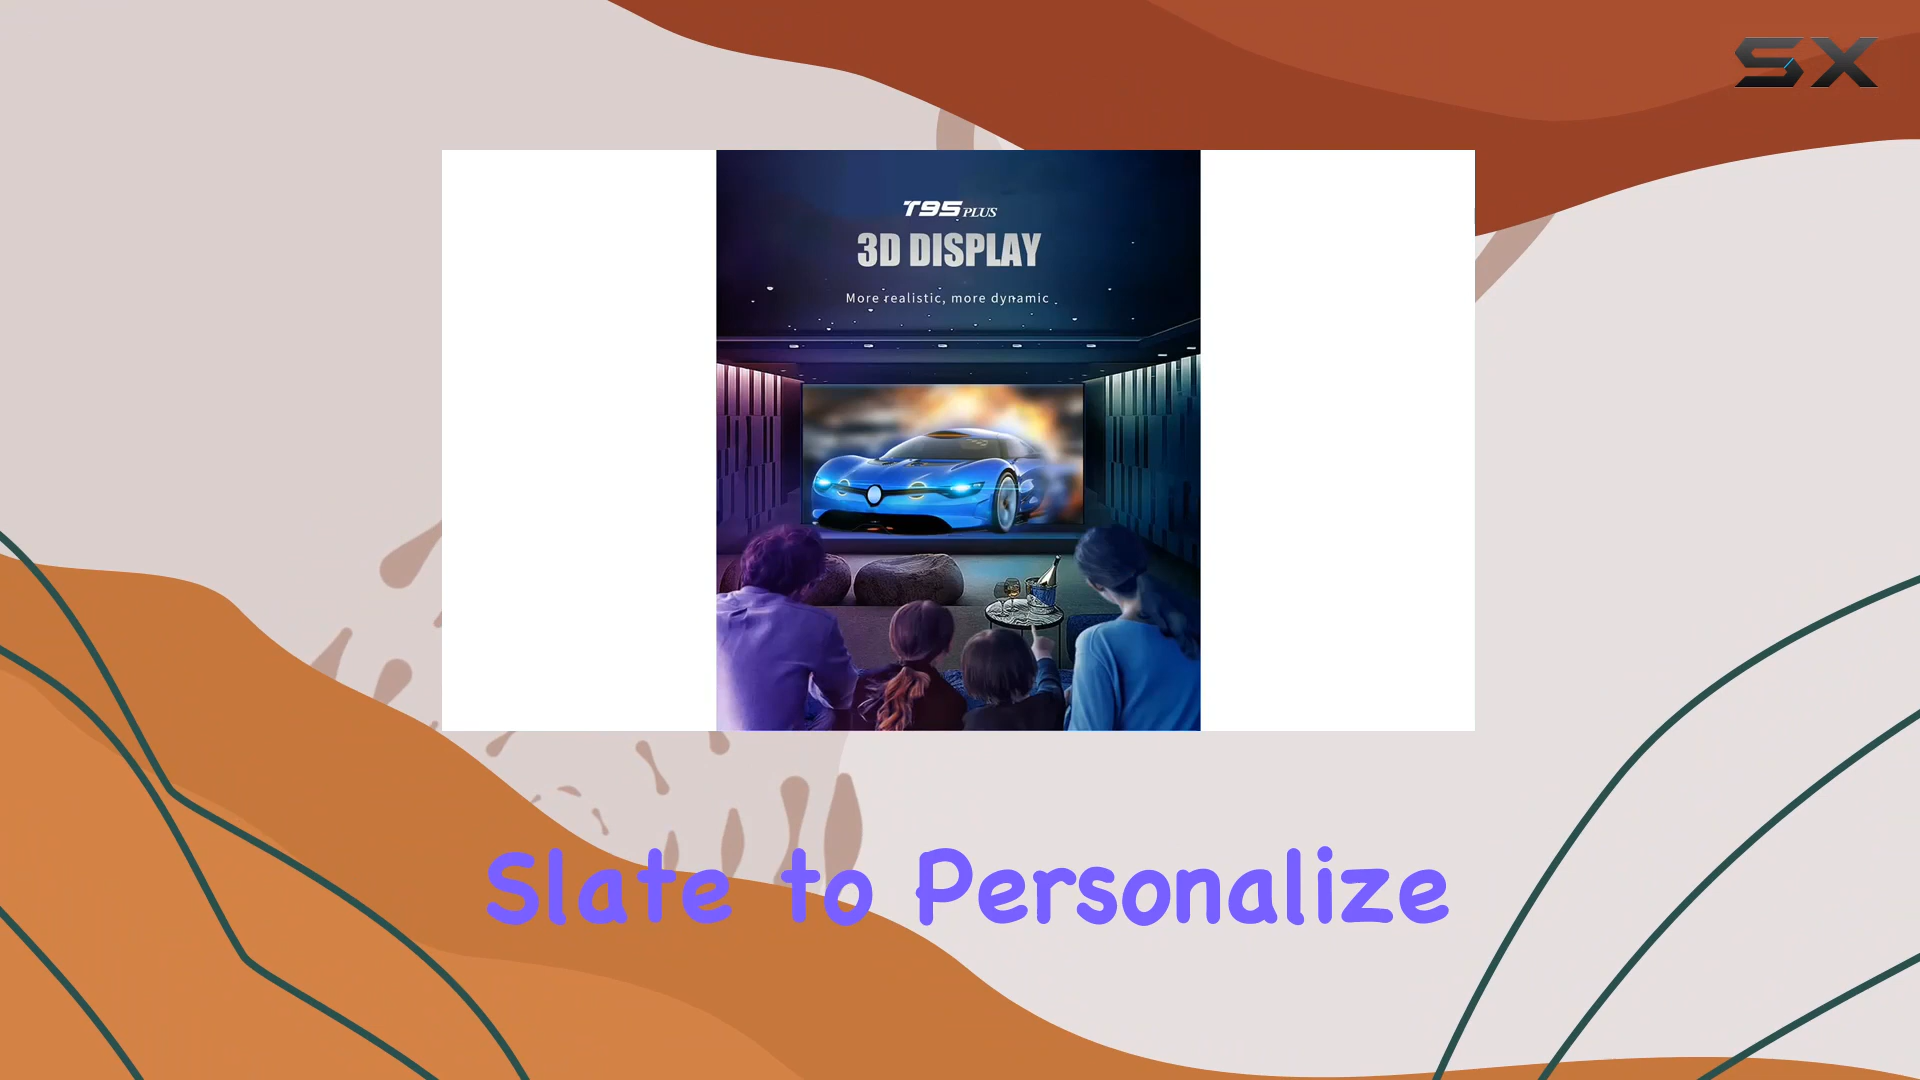 SX
T95 PLUS
3D DISPLAY
More realistic, more dynamic
Slate to Personalize